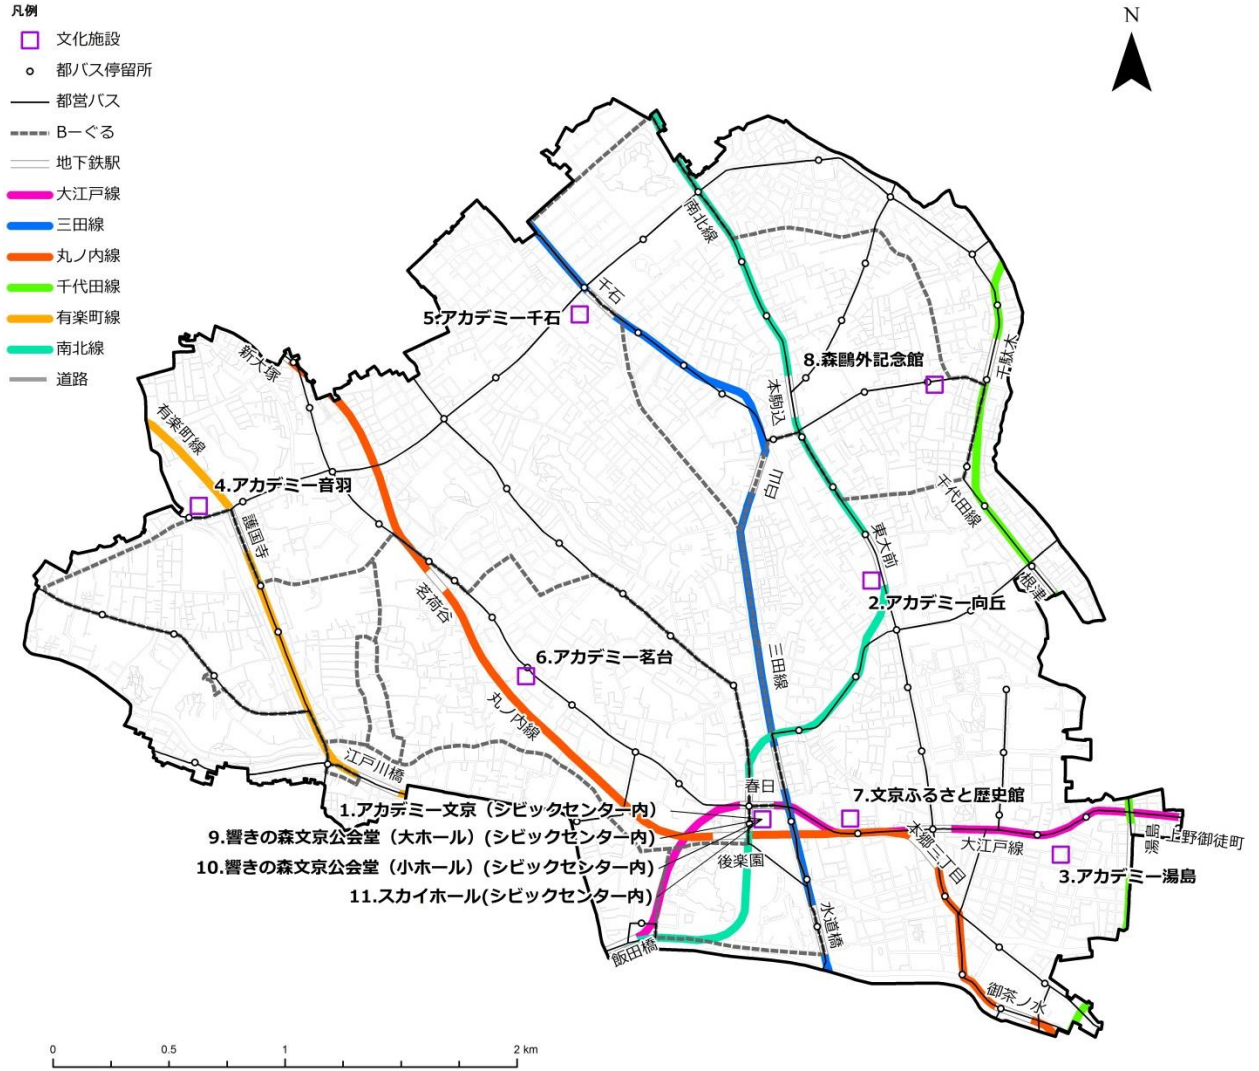 凡例
文化施設
都バス停留所
都営バス
Bーぐる
地下鉄駅
大江戸線
三田線
丸ノ内線
千代田線
有楽町線
南北線
道路
N
南北線
千石
5.アカデミー千石
新大塚
8.森鷗外記念館
千駄木
本駒込
有楽町線
4.アカデミー音羽
白山
千代田線
護国寺
東大前
根津
茗荷谷
2.アカデミー向丘
6.アカデミー茗台
三田線
丸ノ内線
江戸川橋
春日
7.文京ふるさと歴史館
1.アカデミー文京（シビックセンター内）
9.響きの森文京公会堂（大ホール）(シビックセンター内)
本郷三丁目
大江戸線
湯島
上野御徒町
後楽園
10.響きの森文京公会堂（小ホール）(シビックセンター内)
3.アカデミー湯島
11.スカイホール(シビックセンター内)
水道橋
飯田橋
御茶ノ水
0 0.5 1 2 km